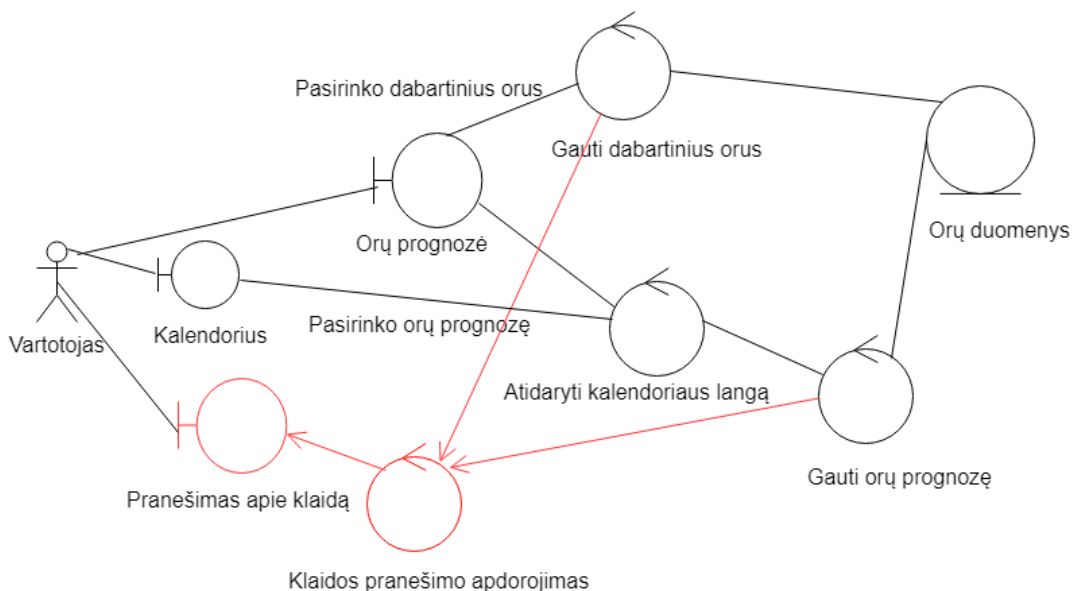 Pasirinko dabartinius orus
Gauti dabartinius orus
Orų prognozė
Orų duomenys
Vartotojas
Kalendorius
Pasirinko orų prognozę
Atidaryti kalendoriaus langą
Gauti orų prognozę
Pranešimas apie klaidą
Klaidos pranešimo apdorojimas